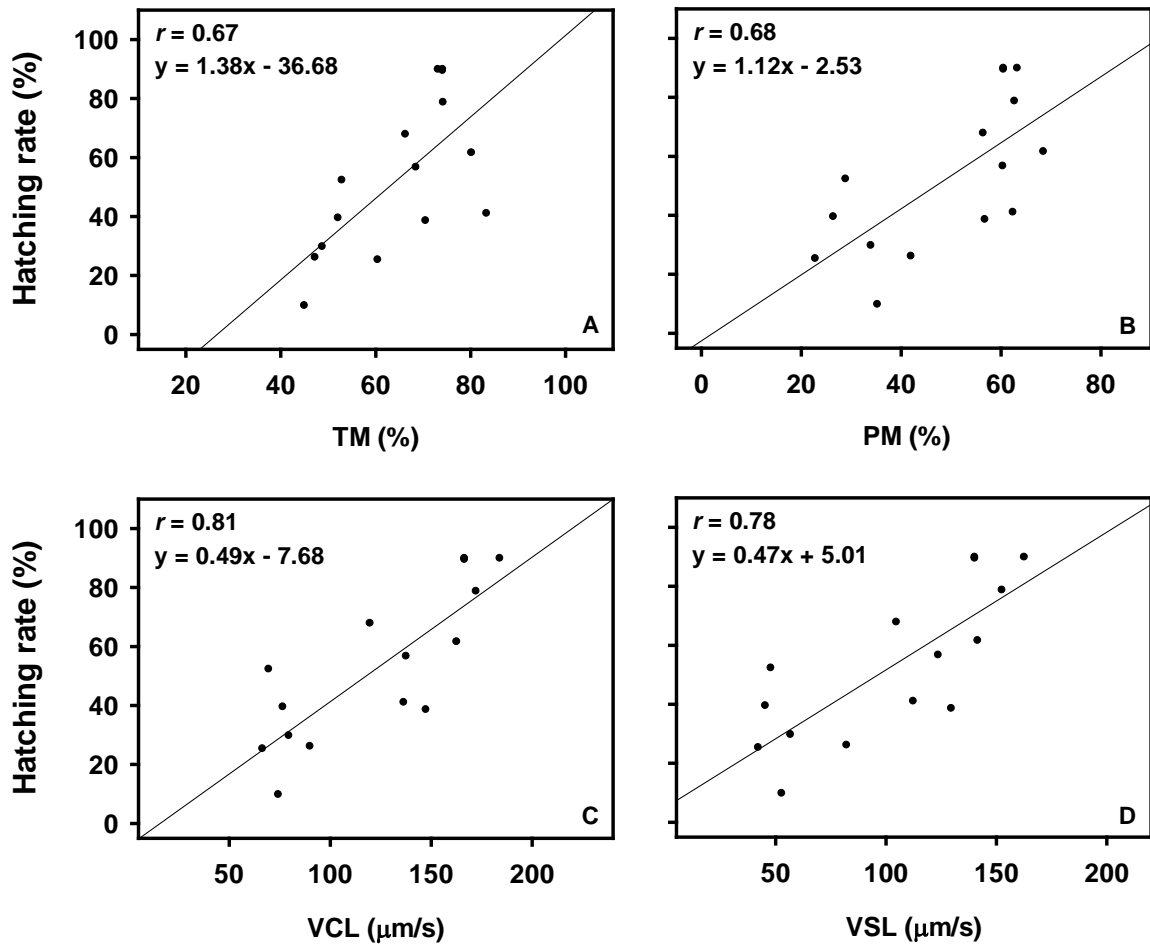 r = 0.67
y = 1.38x - 36.68
Hatching rate (%)
100
80
60
40
20
0
A
20 40 60 80 100
TM (%)
r = 0.68
y = 1.12x - 2.53
B
0 20 40 60 80
PM (%)
r = 0.81
y = 0.49x - 7.68
Hatching rate (%)
100
80
60
40
20
0
C
50 100 150 200
VCL (μm/s)
r = 0.78
y = 0.47x + 5.01
D
50 100 150 200
VSL (μm/s)